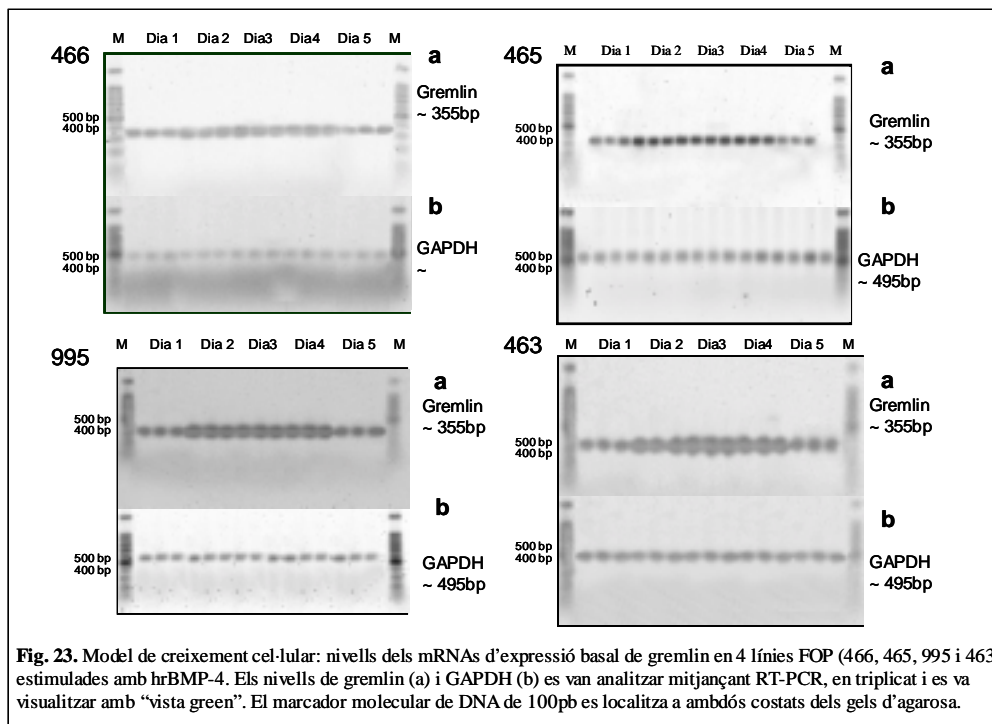 M Dia 1 Dia 2 Dia3 Dia4 Dia 5 M
466
a
Gremlin
~ 355bp
500 bp
400 bp
b
GAPDH
~
500 bp
400 bp
M Dia 1 Dia 2 Dia3 Dia4 Dia 5 M
465
a
Gremlin
~ 355bp
500 bp
400 bp
b
GAPDH
~ 495bp
500 bp
400 bp
M Dia 1 Dia 2 Dia3 Dia4 Dia 5 M
995
a
Gremlin
~ 355bp
500 bp
400 bp
b
GAPDH
~ 495bp
500 bp
400 bp
M Dia 1 Dia 2 Dia3 Dia4 Dia 5 M
463
a
Gremlin
~ 355bp
500 bp
400 bp
b
GAPDH
~ 495bp
500 bp
400 bp
Fig. 23. Model de creixement cel·lular: nivells dels mRNAs d'expressió basal de gremlin en 4 línies FOP (466, 465, 995 i 463
estimulades amb hrBMP-4. Els nivells de gremlin (a) i GAPDH (b) es van analitzar mitjançant RT-PCR, en triplicat i es va
visualitzar amb “vista green”. El marcador molecular de DNA de 100pb es localitza a ambdós costats dels gels d'agarosa.